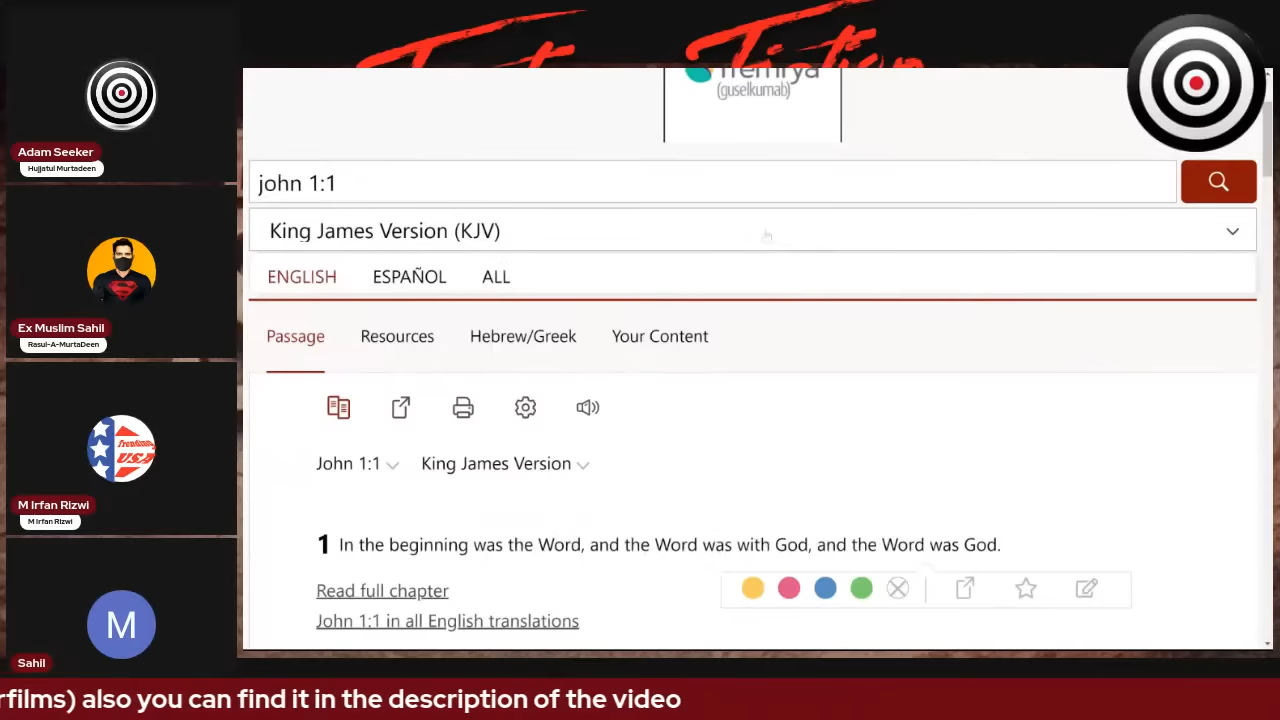 Adam Seeker
Hujjatul Murtadeen
Ex Muslim Sahil
Rasul-A-MurtaDeen
Trending
USA
M Irfan Rizwi
M Irfan Rizwi
M
Sahil
(guselkumab)
john 1:1
King James Version (KJV)
ENGLISH ESPAÑOL ALL
Passage Resources Hebrew/Greek Your Content
John 1:1 King James Version
1 In the beginning was the Word, and the Word was with God, and the Word was God.
Read full chapter
John 1:1 in all English translations
rfilms) also you can find it in the description of the video